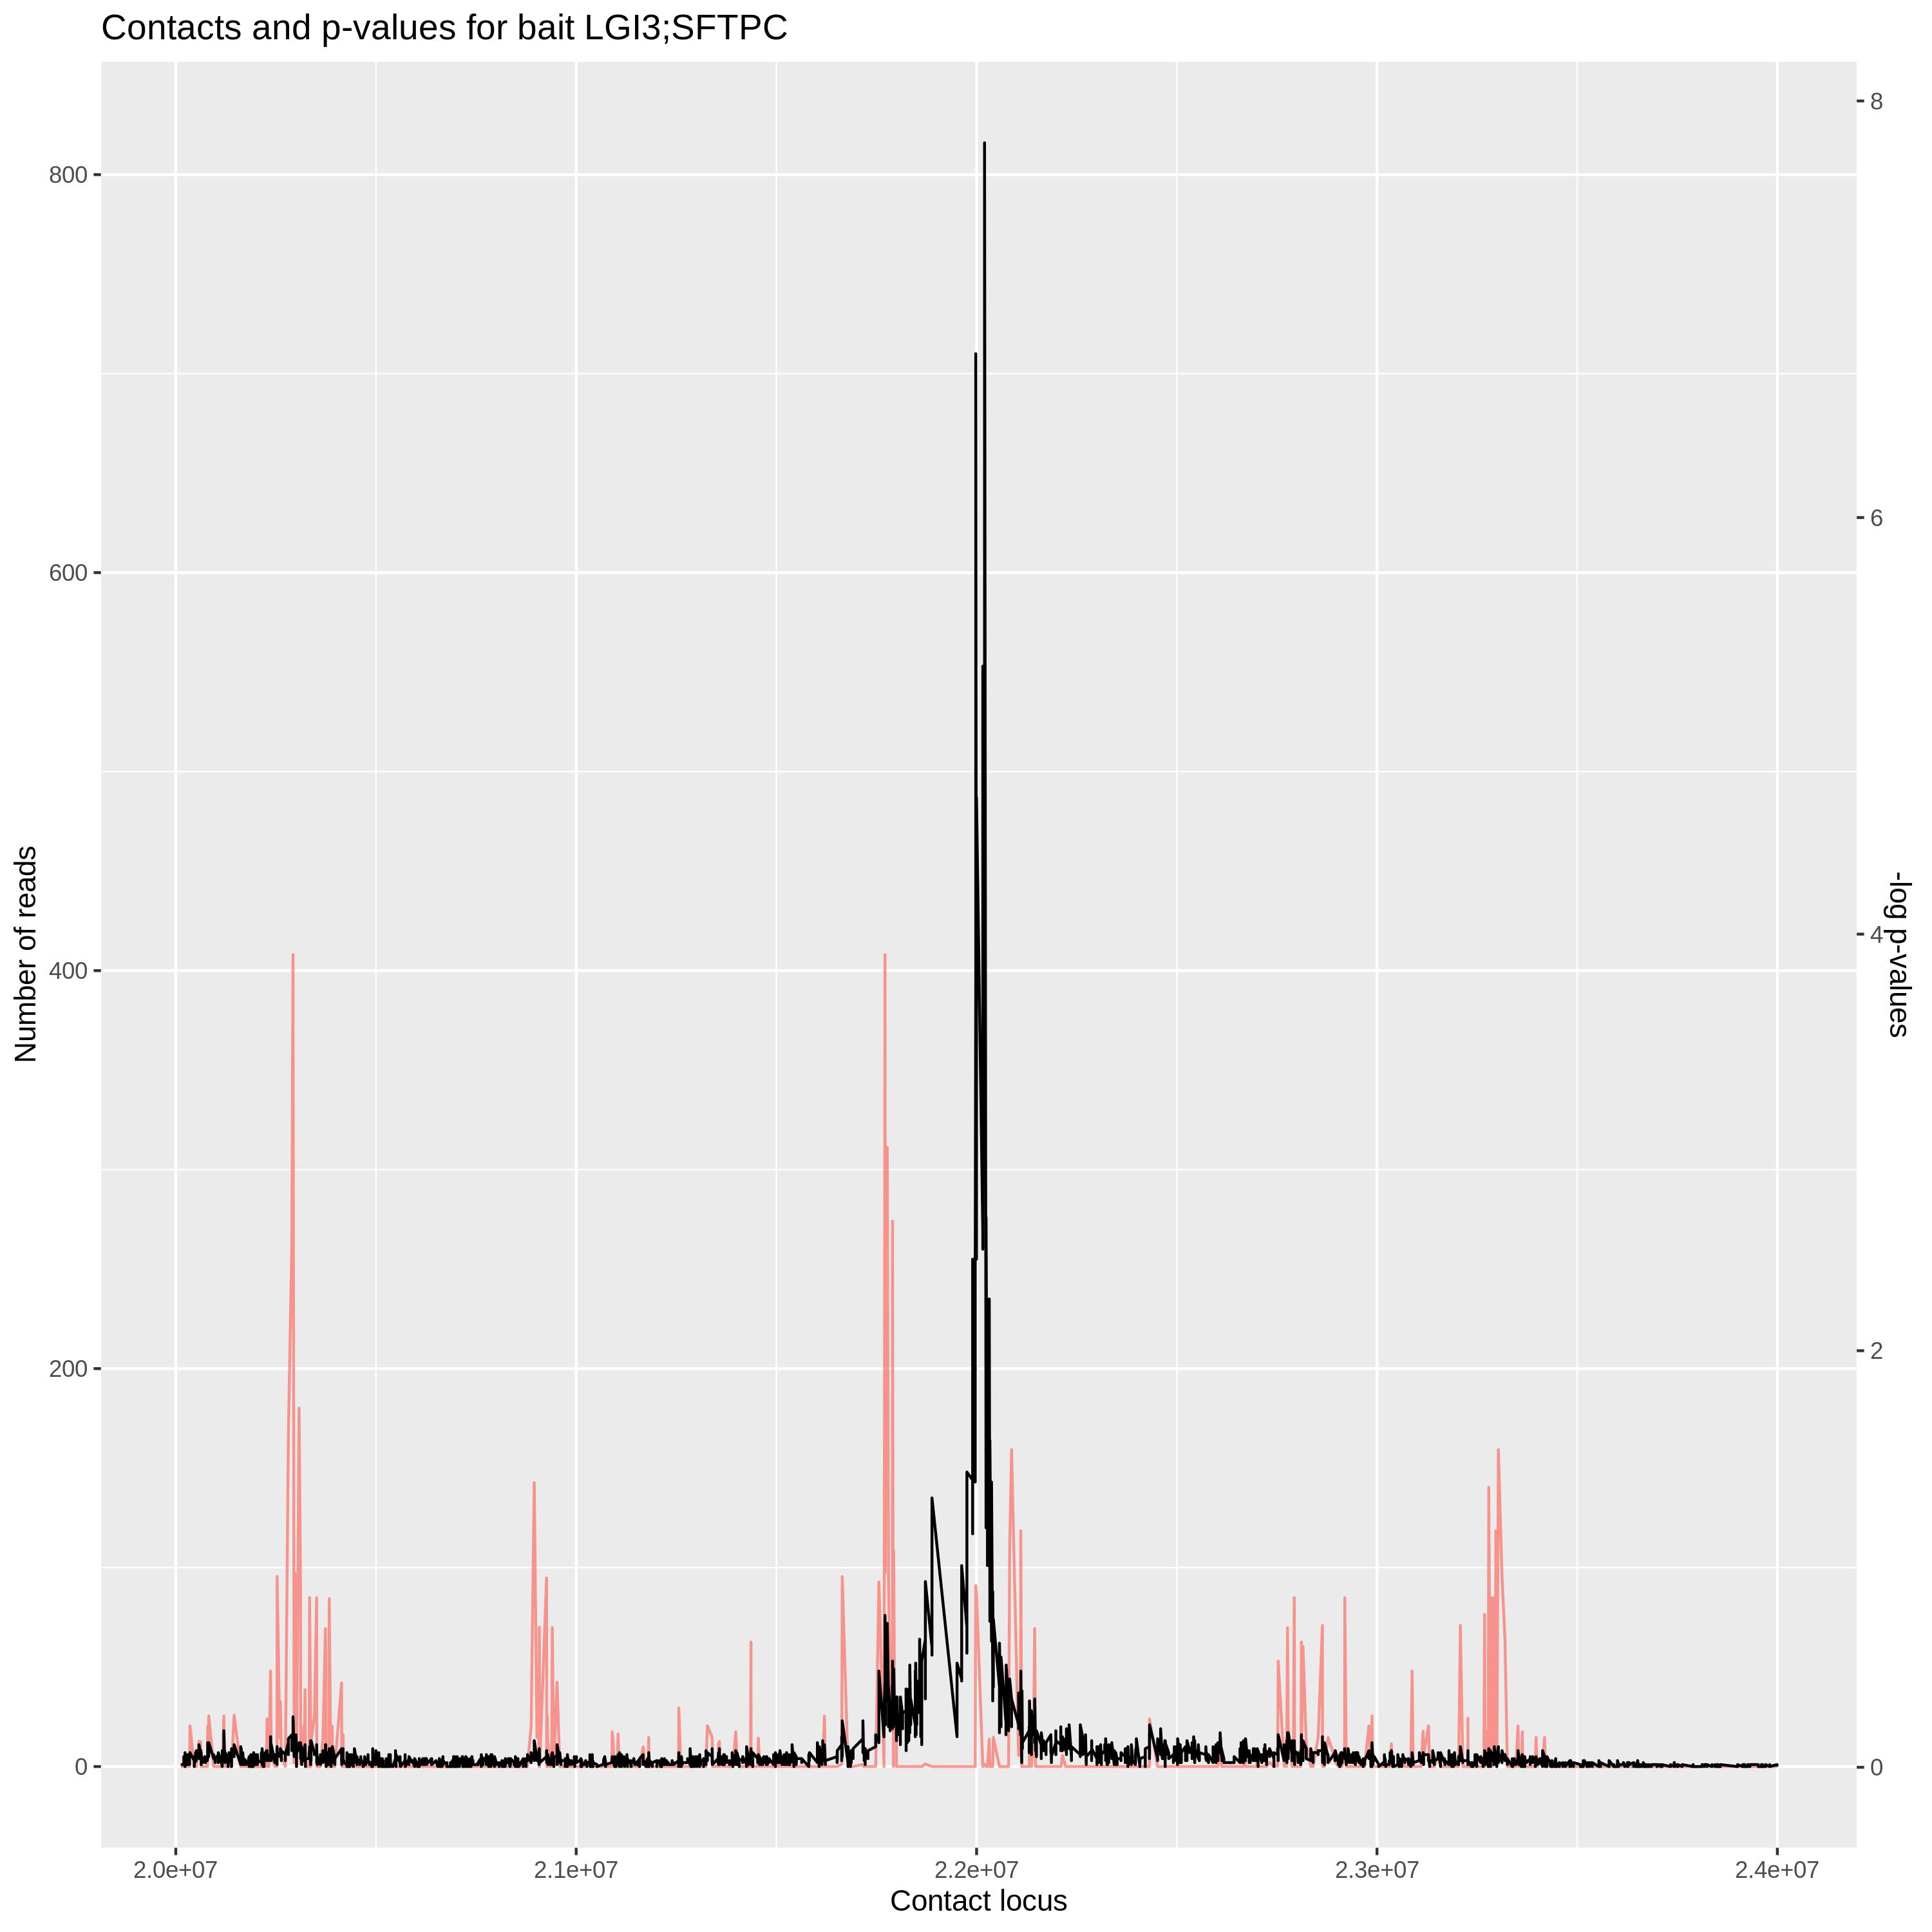 Contacts and p-values for bait LGI3;SFTPC
8
800
6
600
Number of reads
-log p-values
4
400
2
200
0
0
2.0e+07
2.1e+07
2.2e+07
2.3e+07
2.4e+07
Contact locus